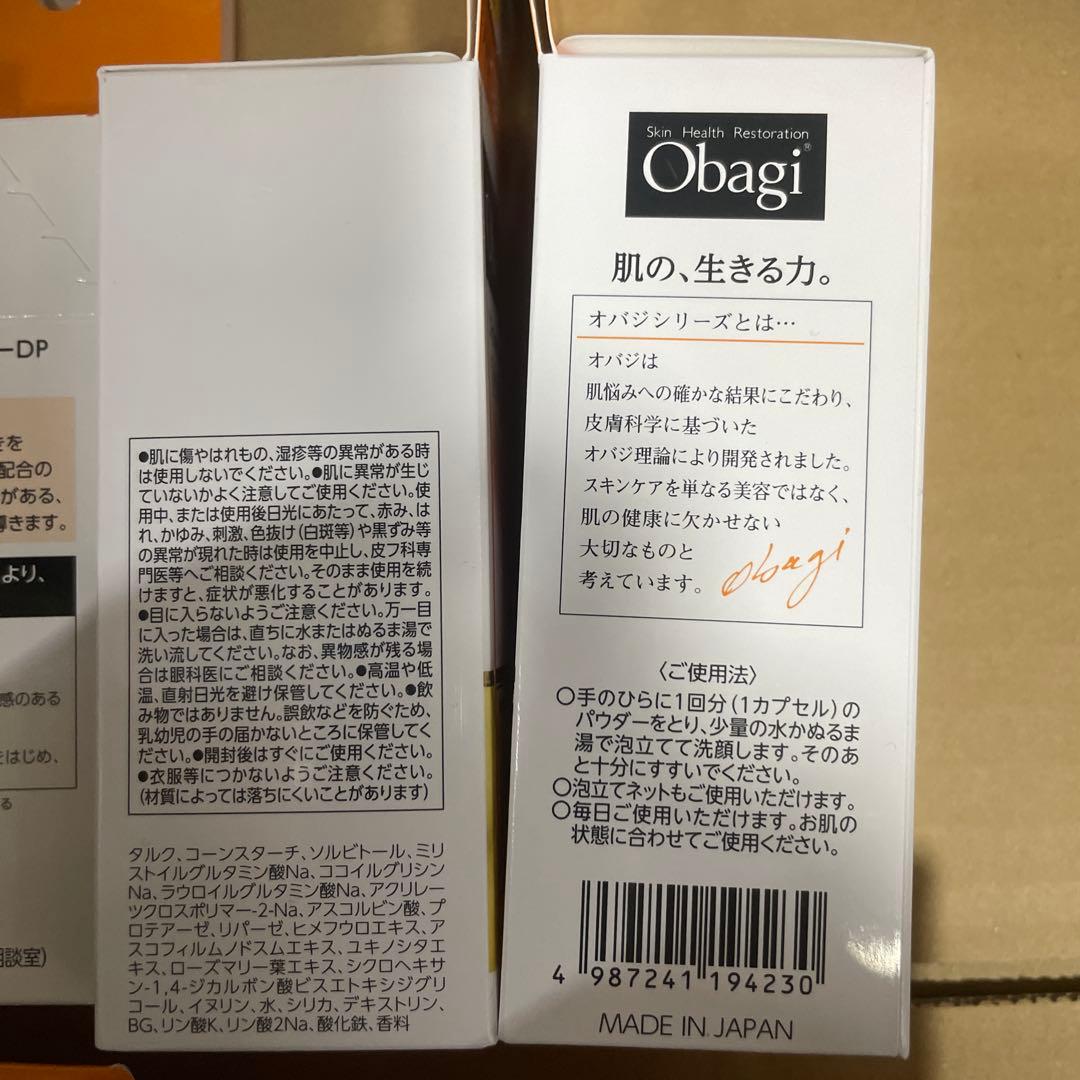 ーDP
きを
配合の
がある、
導きます。
より、
感のある
をはじめ、
る
相談室)
●肌に傷やはれもの、湿疹等の異常がある時
は使用しないでください。●肌に異常が生じ
ていないかよく注意してご使用ください。使
用中、または使用後日光にあたって、赤み、は
れ、かゆみ、刺激、色抜け(白斑等)や黒ずみ等
の異常が現れた時は使用を中止し、皮フ科専
門医等へご相談ください。そのまま使用を続
けますと、症状が悪化することがあります。
●目に入らないようご注意ください。万一目
に入った場合は、直ちに水またはぬるま湯で
洗い流してください。なお、異物感が残る場
合は眼科医にご相談ください。●高温や低
温、直射日光を避け保管してください。●飲
み物ではありません。誤飲などを防ぐため、
乳幼児の手の届かないところに保管してく
ださい。●開封後はすぐにご使用ください。
●衣服等につかないようご注意ください。
(材質によっては落ちにくいことがあります)
タルク、コーンスターチ、ソルビトール、ミリ
ストイルグルタミン酸Na、ココイルグリシン
Na、ラウロイルグルタミン酸Na、アクリレー
ツクロスポリマー-2-Na、アスコルビン酸、プ
ロテアーゼ、リパーゼ、ヒメフウロエキス、ア
スコフィルムノドスムエキス、ユキノシタエ
キス、ローズマリー葉エキス、シクロヘキサ
ン-1,4-ジカルボン酸ビスエトキシジグリ
コール、イヌリン、水、シリカ、デキストリン、
BG、リン酸K、リン酸2Na、酸化鉄、香料
Skin Health Restoration
Obagi®
肌の、生きる力。
オバジシリーズとは…
オバジは
肌悩みへの確かな結果にこだわり、
皮膚科学に基づいた
オバジ理論により開発されました。
スキンケアを単なる美容ではなく、
肌の健康に欠かせない
大切なものと
考えています。
Obagi
〈ご使用法〉
○手のひらに1回分(1カプセル)の
パウダーをとり、少量の水かぬるま
湯で泡立てて洗顔します。そのあ
と十分にすすいでください。
○泡立てネットもご使用いただけます。
○毎日ご使用いただけます。お肌の
状態に合わせてご使用ください。
4 987241 194230
MADE IN JAPAN